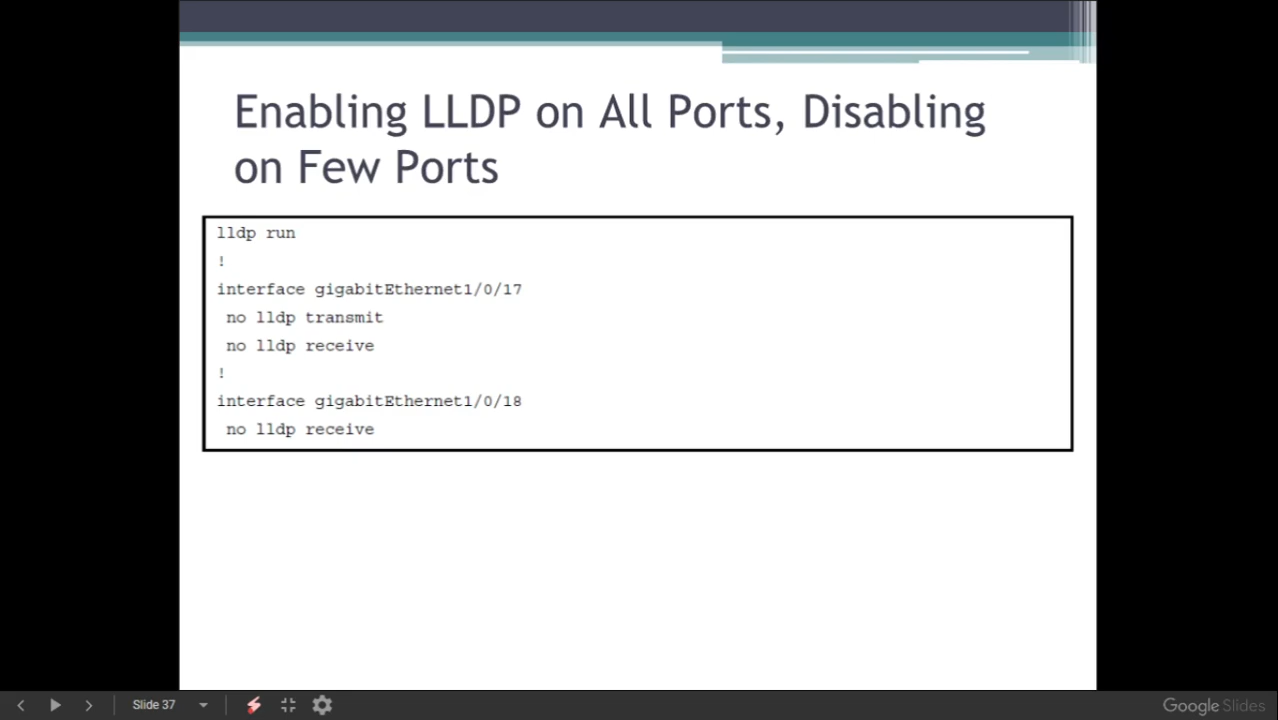 Enabling LLDP on All Ports, Disabling
on Few Ports
lldp run
!
interface gigabitEthernet1/0/17
no lldp transmit
no lldp receive
!
interface gigabitEthernet1/0/18
no lldp receive
Slide 37
Google Slides